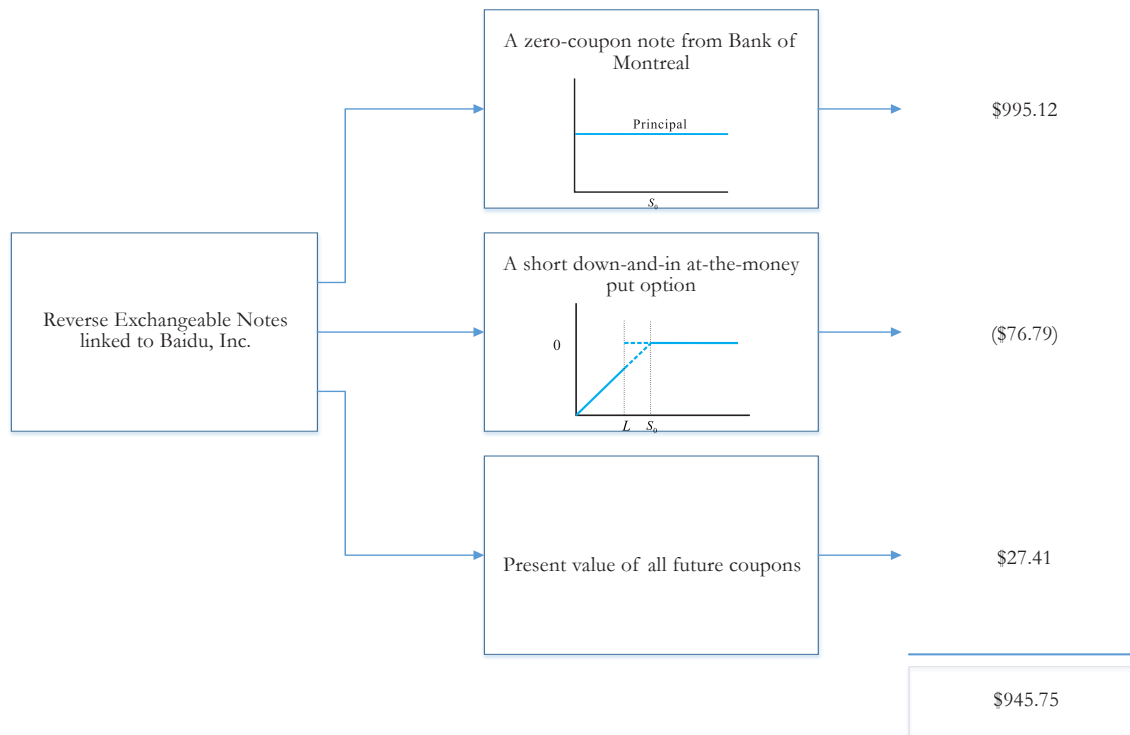 A zero-coupon note from Bank of
Montreal
Principal
S₀
$995.12
Reverse Exchangeable Notes
linked to Baidu, Inc.
A short down-and-in at-the-money
put option
0
L S₀
($76.79)
Present value of all future coupons
$27.41
$945.75